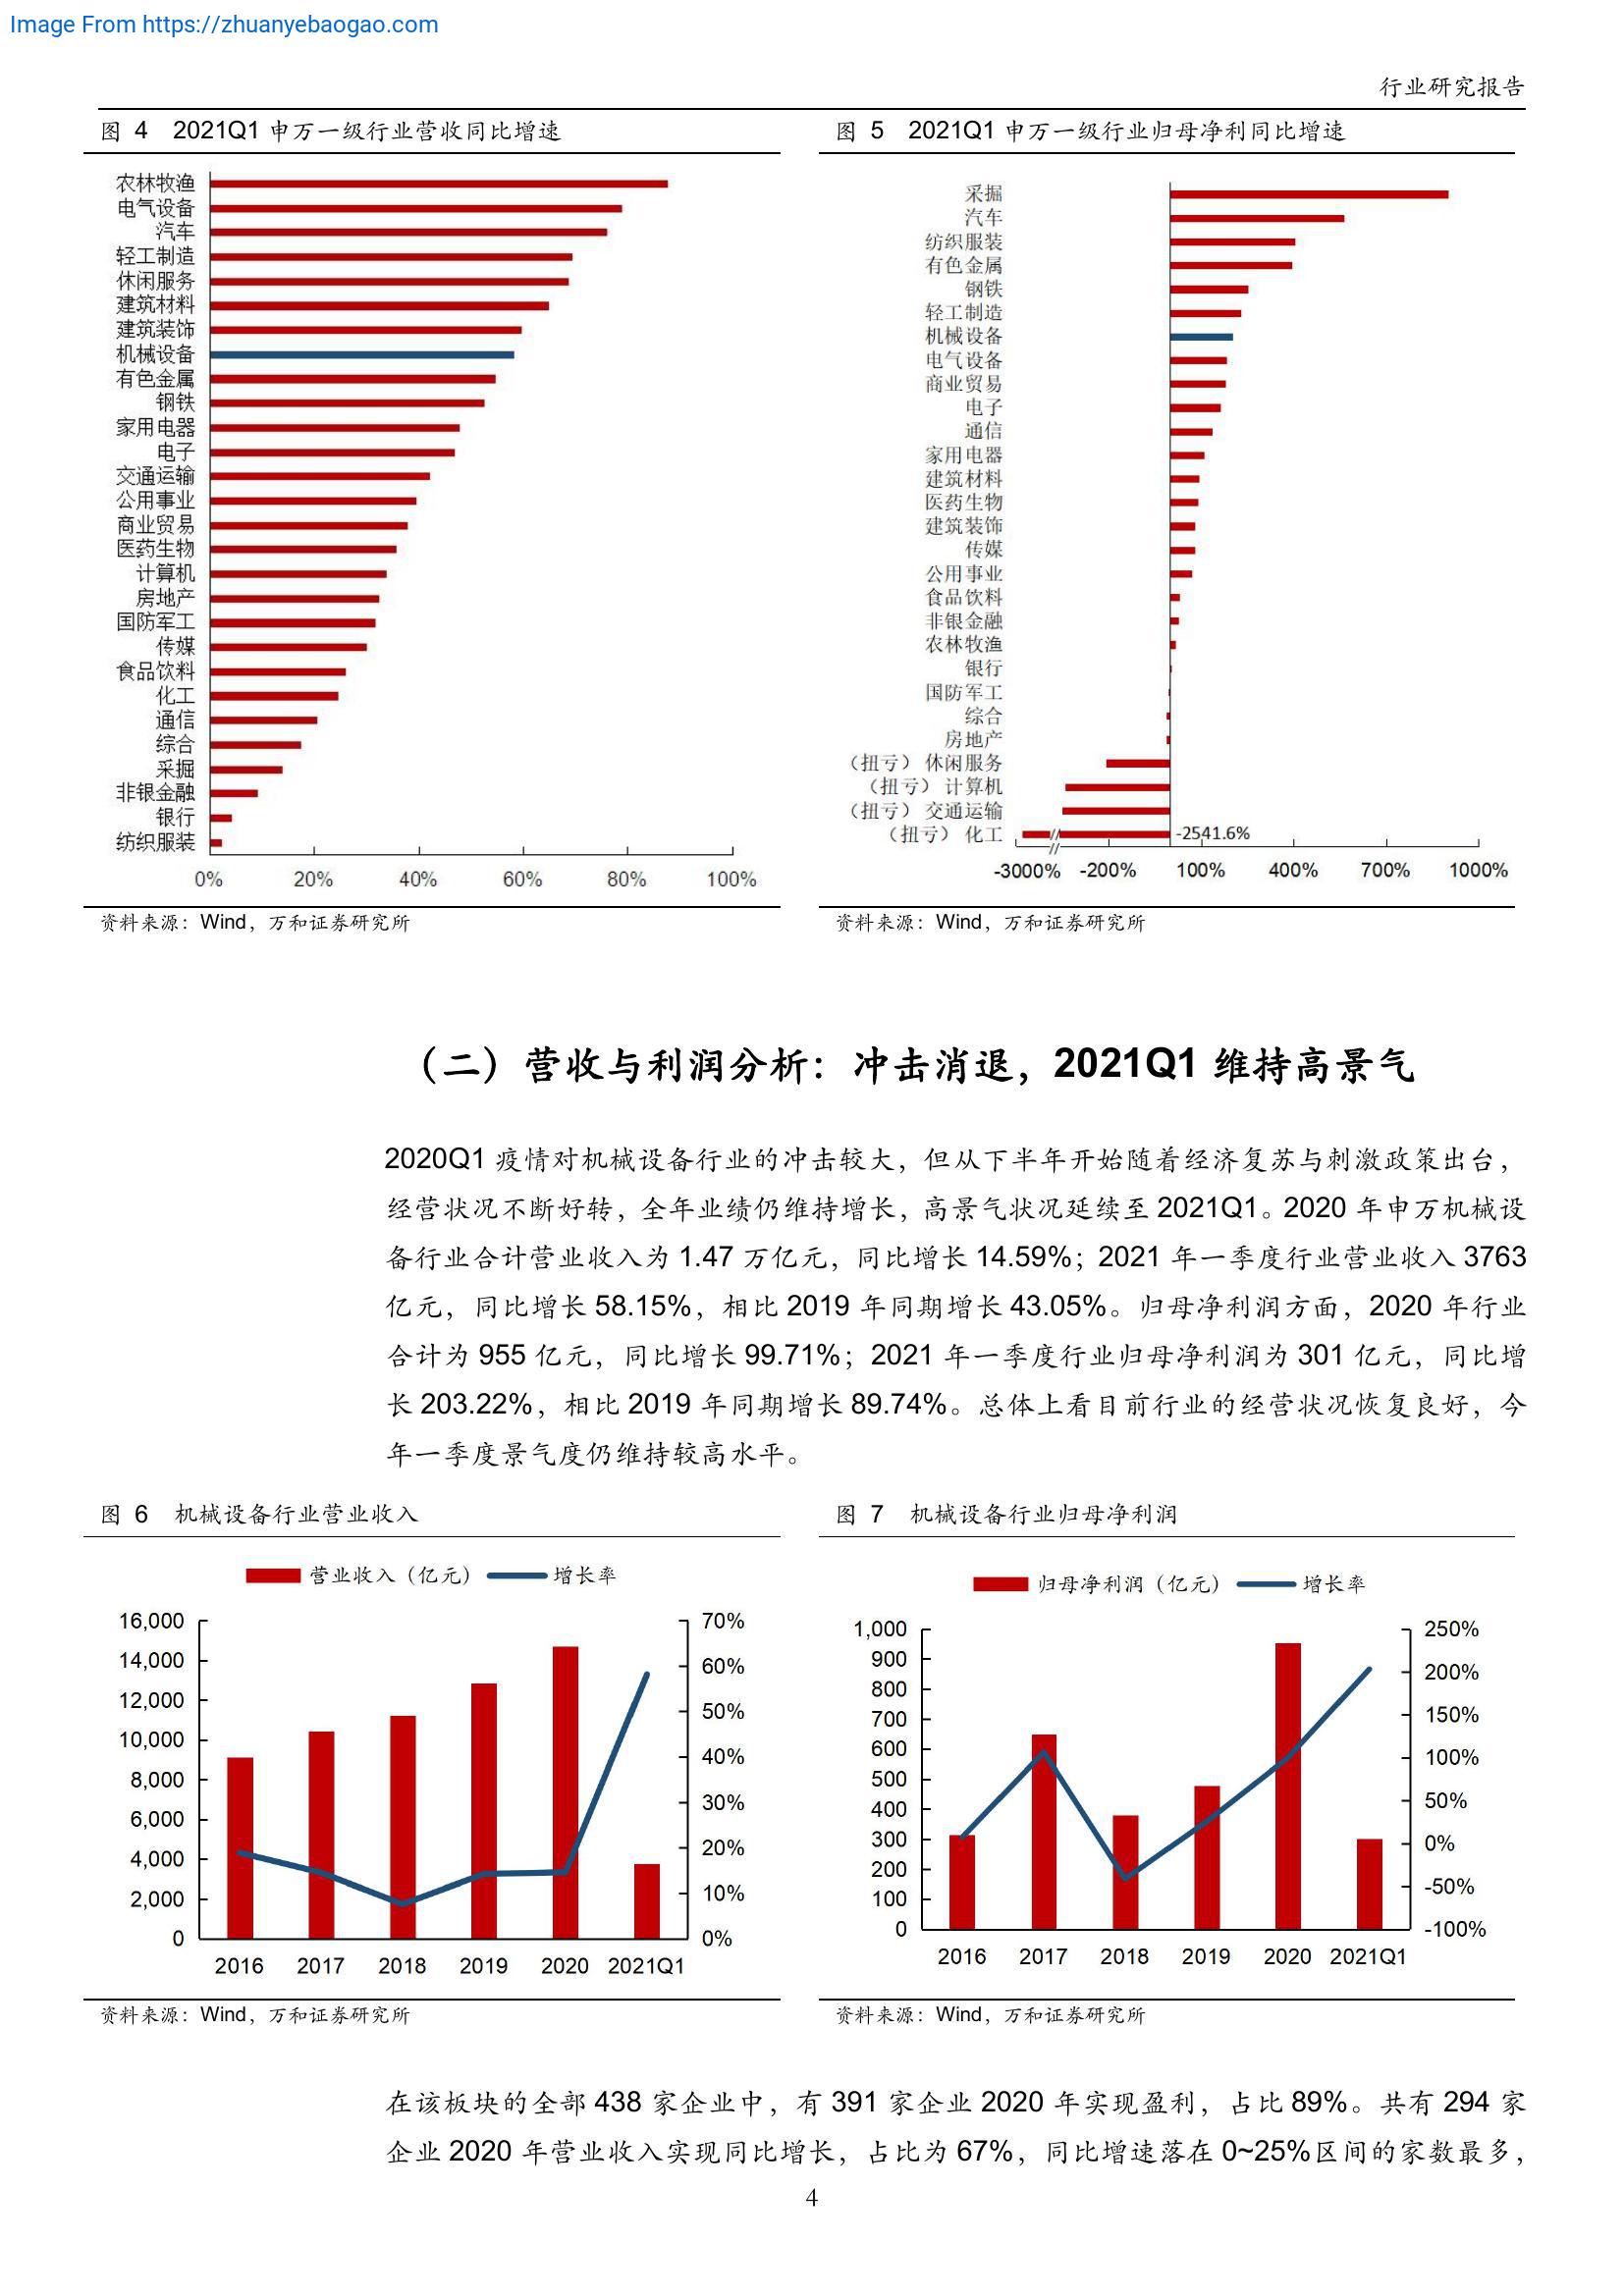 Image From https://zhuanyebaogao.com
行业研究报告
图 4 2021Q1 申万一级行业营收同比增速
农林牧渔
电气设备
汽车
轻工制造
休闲服务
建筑材料
建筑装饰
机械设备
有色金属
钢铁
家用电器
电子
交通运输
公用事业
商业贸易
医药生物
计算机
房地产
国防军工
传媒
食品饮料
化工
通信
综合
采掘
非银金融
银行
纺织服装
0% 20% 40% 60% 80% 100%
资料来源：Wind，万和证券研究所
图 5 2021Q1 申万一级行业归母净利同比增速
采掘
汽车
纺织服装
有色金属
钢铁
轻工制造
机械设备
电气设备
商业贸易
电子
通信
家用电器
建筑材料
医药生物
建筑装饰
传媒
公用事业
食品饮料
非银金融
农林牧渔
银行
国防军工
综合
房地产
（扭亏）休闲服务
（扭亏）计算机
（扭亏）交通运输
（扭亏）化工 -2541.6%
-3000% -200% 100% 400% 700% 1000%
资料来源：Wind，万和证券研究所
（二）营收与利润分析：冲击消退，2021Q1 维持高景气
2020Q1 疫情对机械设备行业的冲击较大，但从下半年开始随着经济复苏与刺激政策出台，
经营状况不断好转，全年业绩仍维持增长，高景气状况延续至 2021Q1。2020 年申万机械设
备行业合计营业收入为 1.47 万亿元，同比增长 14.59%；2021 年一季度行业营业收入 3763
亿元，同比增长 58.15%，相比 2019 年同期增长 43.05%。归母净利润方面，2020 年行业
合计为 955 亿元，同比增长 99.71%；2021 年一季度行业归母净利润为 301 亿元，同比增
长 203.22%，相比 2019 年同期增长 89.74%。总体上看目前行业的经营状况恢复良好，今
年一季度景气度仍维持较高水平。
图 6 机械设备行业营业收入
营业收入（亿元） 增长率
16,000 70%
14,000 60%
12,000 50%
10,000 40%
8,000 30%
6,000 20%
4,000 10%
2,000 0%
0
2016 2017 2018 2019 2020 2021Q1
资料来源：Wind，万和证券研究所
图 7 机械设备行业归母净利润
归母净利润（亿元） 增长率
1,000 250%
900 200%
800 150%
700 100%
600 50%
500 0%
400 -50%
300 -100%
200
100
0
2016 2017 2018 2019 2020 2021Q1
资料来源：Wind，万和证券研究所
在该板块的全部 438 家企业中，有 391 家企业 2020 年实现盈利，占比 89%。共有 294 家
企业 2020 年营业收入实现同比增长，占比为 67%，同比增速落在 0~25%区间的家数最多，
4